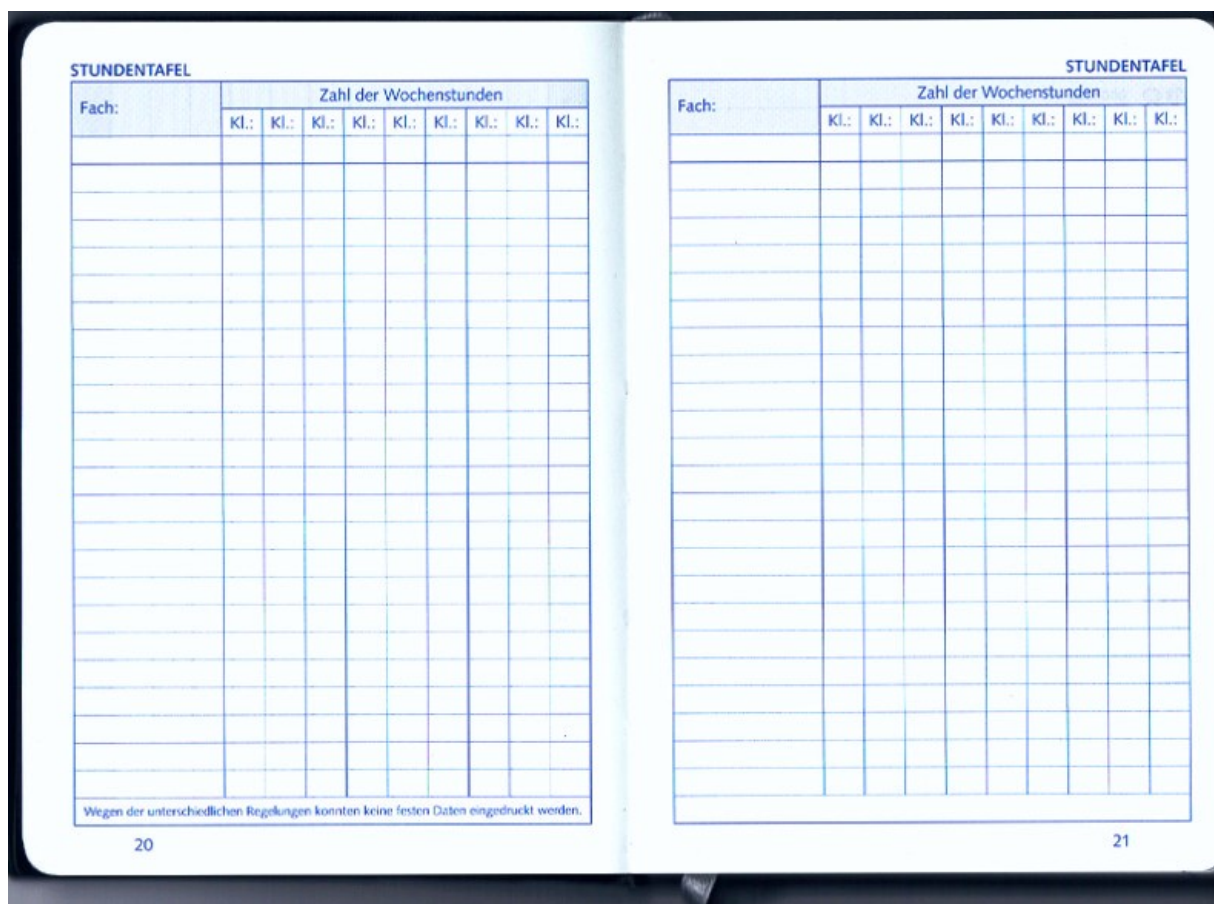 STUNDENTAFEL
Fach:
Zahl der Wochenstunden
Kl.: Kl.: Kl.: Kl.: Kl.: Kl.: Kl.: Kl.: Kl.:
Wegen der unterschiedlichen Regelungen konnten keine festen Daten eingedruckt werden.
20
STUNDENTAFEL
Fach:
Zahl der Wochenstunden
Kl.: Kl.: Kl.: Kl.: Kl.: Kl.: Kl.: Kl.: Kl.:
21